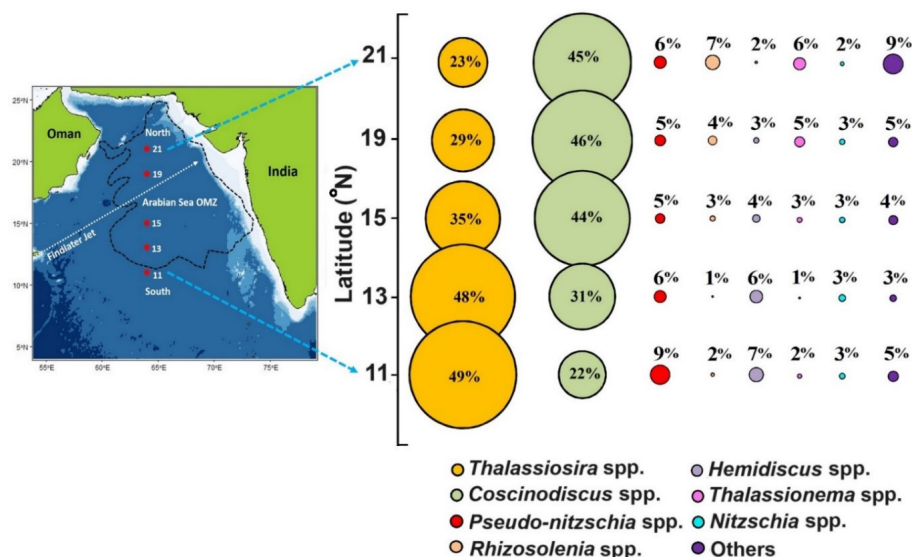 25°N
20°N
15°N
10°N
5°N
55°E 60°E 65°E 70°E 75°E
Oman
India
North
21
19
Arabian Sea OMZ
15
13
11
South
Findlater Jet
Latitude (°N)
21 23% 45% 6% 7% 2% 6% 2% 9%
19 29% 46% 5% 4% 3% 5% 3% 5%
15 35% 44% 5% 3% 4% 3% 3% 4%
13 48% 31% 6% 1% 6% 1% 3% 3%
11 49% 22% 9% 2% 7% 2% 3% 5%
Thalassiosira spp.
Coscinodiscus spp.
Pseudo-nitzschia spp.
Rhizosolenia spp.
Hemidiscus spp.
Thalassionema spp.
Nitzschia spp.
Others